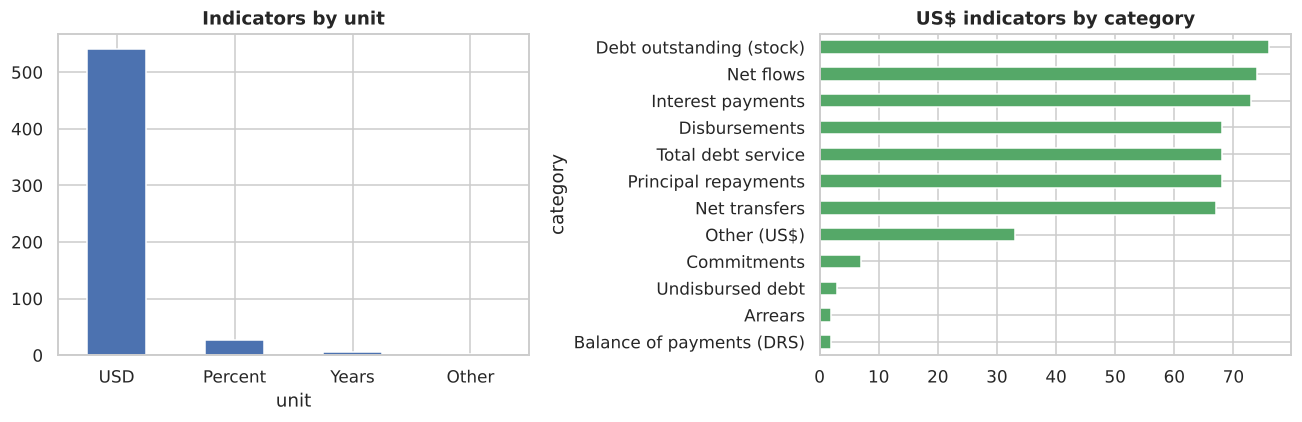 Indicators by unit
500
400
300
200
100
0
USD
Percent
Years
Other
unit
US$ indicators by category
category
Debt outstanding (stock)
Net flows
Interest payments
Disbursements
Total debt service
Principal repayments
Net transfers
Other (US$)
Commitments
Undisbursed debt
Arrears
Balance of payments (DRS)
0
10
20
30
40
50
60
70